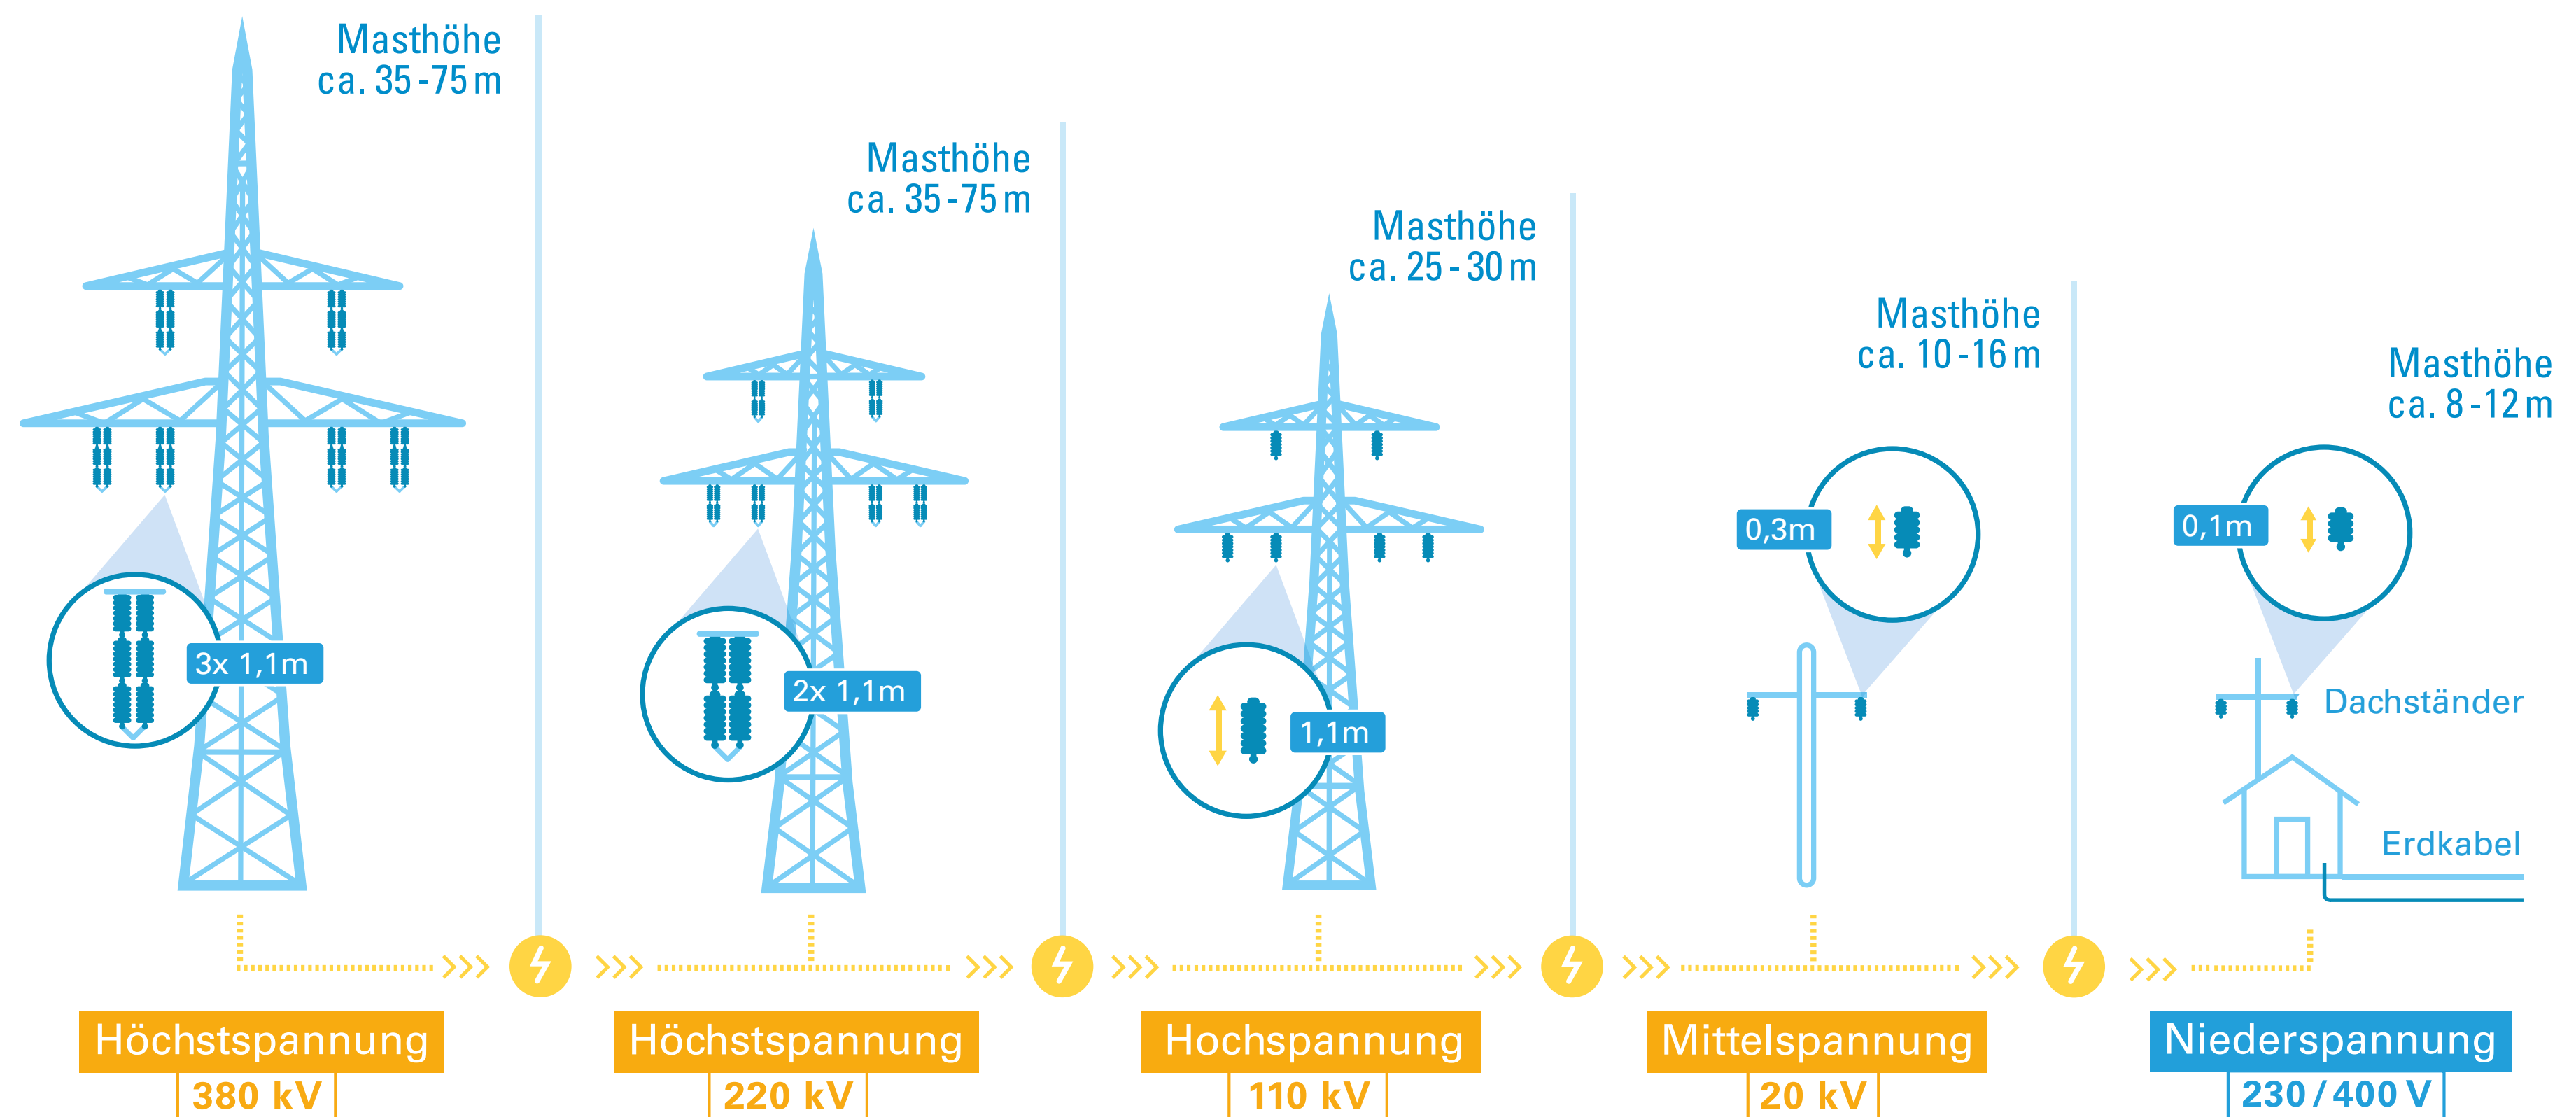 Masthöhe
ca. 35-75 m
3x 1,1m
Höchstspannung
380 kV
Masthöhe
ca. 35-75 m
2x 1,1m
Höchstspannung
220 kV
Masthöhe
ca. 25-30 m
1,1m
Hochspannung
110 kV
Masthöhe
ca. 10-16 m
0,3m
Mittelspannung
20 kV
Masthöhe
ca. 8-12 m
0,1m
Dachständer
Erdkabel
Niederspannung
230/400 V